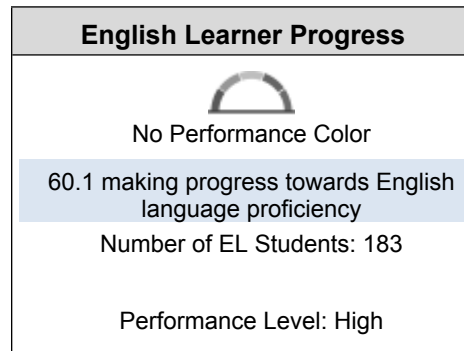 English Learner Progress
No Performance Color
60.1 making progress towards English
language proficiency
Number of EL Students: 183
Performance Level: High